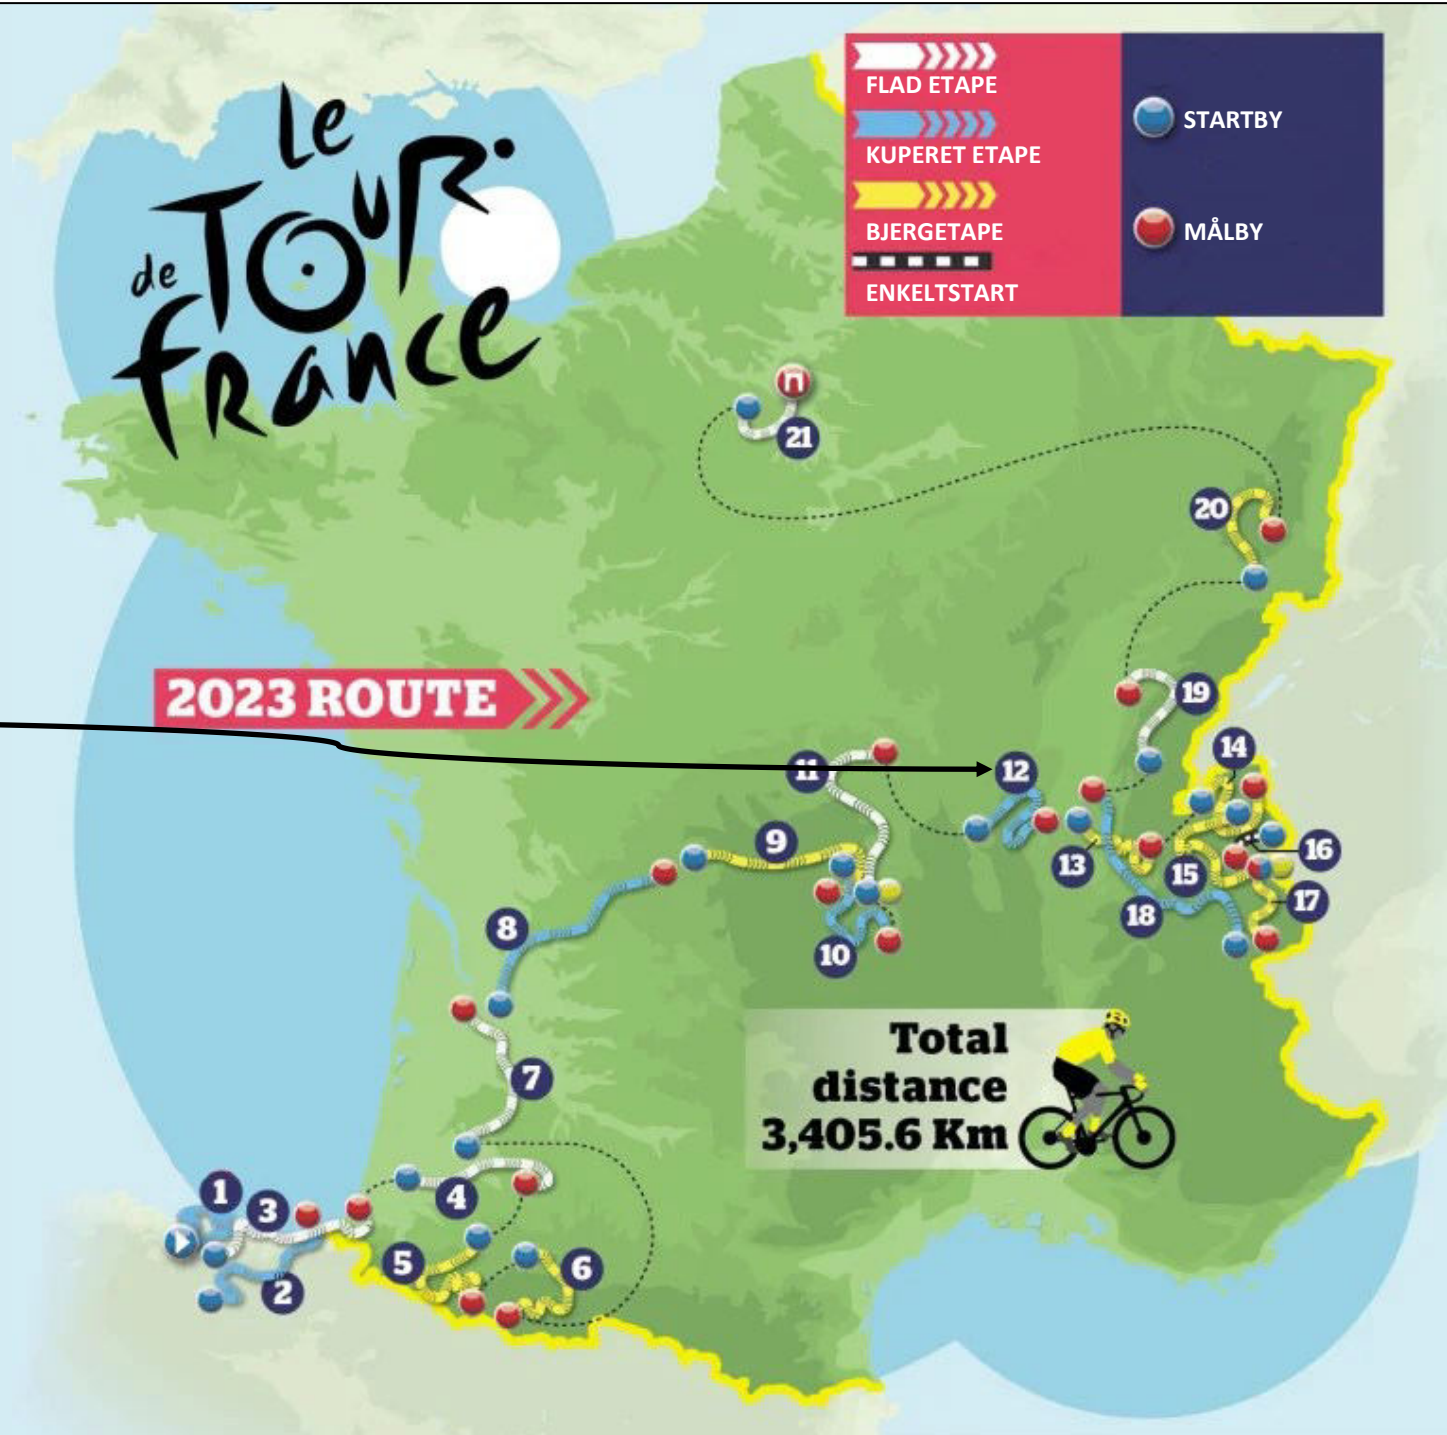 Le
TOUR
de
FRANCE
FLAD ETAPE
KUPERET ETAPE
BJERGETAPE
ENKELTSTART
STARTBY
MÅLBY
21
20
2023 ROUTE
19
14
11
12
9
13
16
15
17
8
18
10
Total
distance
3,405.6 Km
7
1
3
4
5
6
2